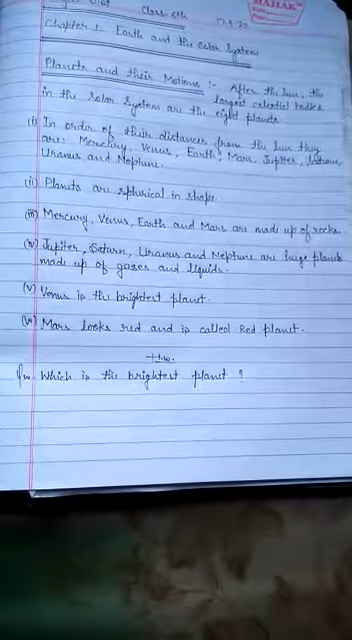 Class 6th 17.9.20
MAHAK
Chapter 1. Earth and the Solar System
Planets and their Motions :- After the Sun, the
largest celestial bodies
in the Solar System are the eight planets.
(i) In order of their distances from the Sun they
are: Mercury, Venus, Earth, Mars, Jupiter, Saturn,
Uranus and Neptune.
(ii) Planets are spherical in shape.
(iii) Mercury, Venus, Earth and Mars are made up of rocks.
Jupiter, Saturn, Uranus and Neptune are huge planets
made up of gases and liquids.
(v) Venus is the brightest planet.
(vi) Mars looks red and is called Red planet.
H.W.
Which is the brightest planet ?